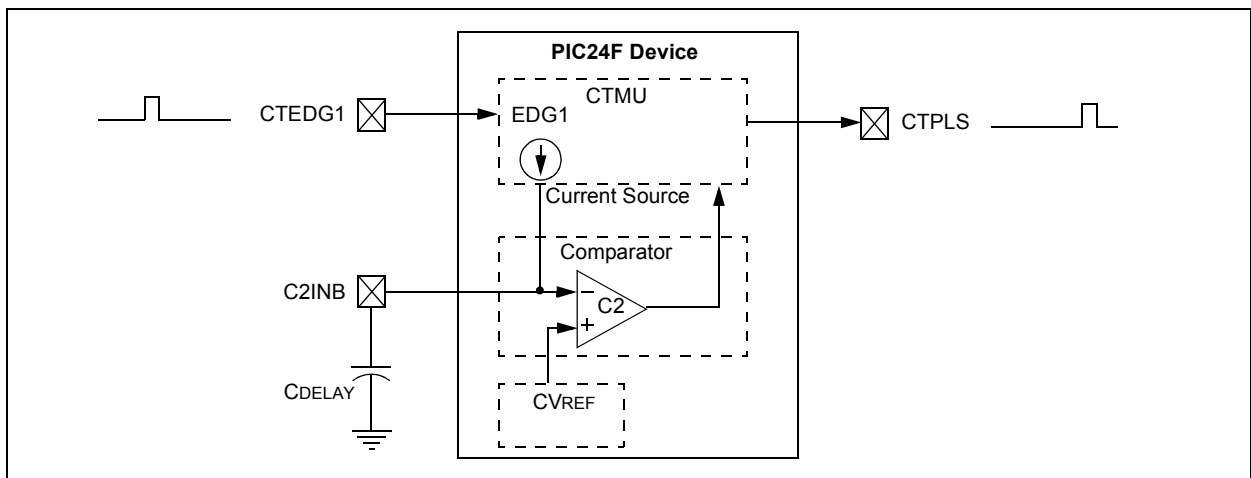 PIC24F Device
CTMU
CTEDG1
EDG1
CTPLS
Current Source
Comparator
C2INB
−
C2
+
CDELAY
CVREF